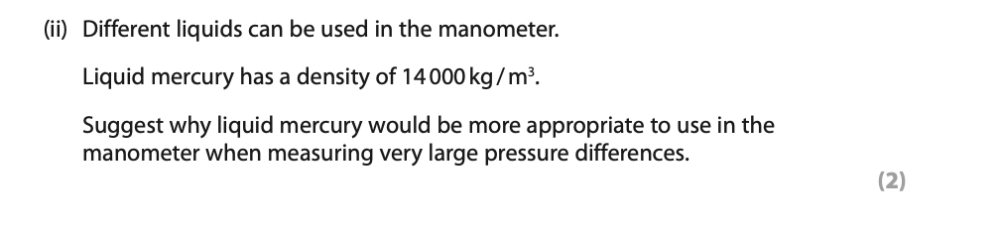 (ii) Different liquids can be used in the manometer.
Liquid mercury has a density of 14 000 kg / m³.
Suggest why liquid mercury would be more appropriate to use in the
manometer when measuring very large pressure differences.
(2)